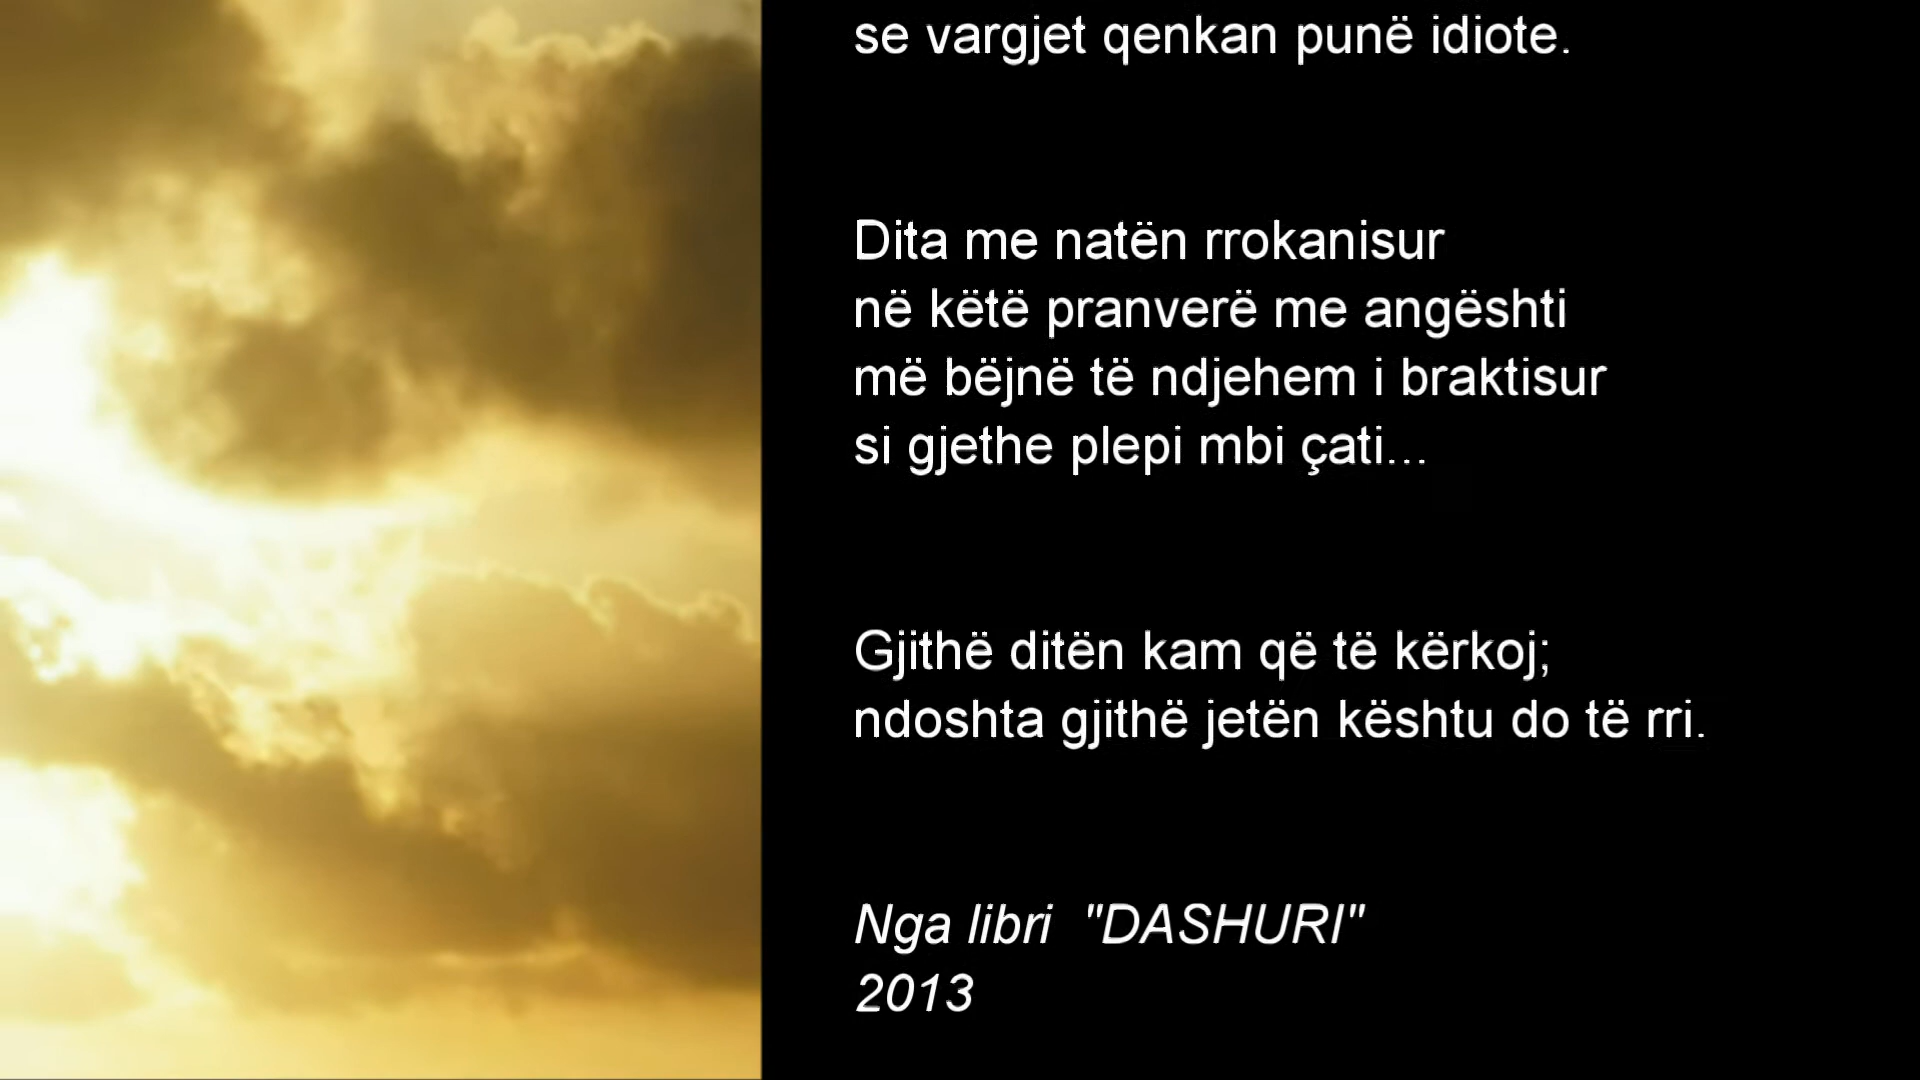 se vargjet qenkan punë idiote.
Dita me natën rrokanisur
në këtë pranverë me angështi
më bëjnë të ndjehem i braktisur
si gjethe plepi mbi çati...
Gjithë ditën kam që të kërkoj;
ndoshta gjithë jetën kështu do të rri.
Nga libri "DASHURI"
2013